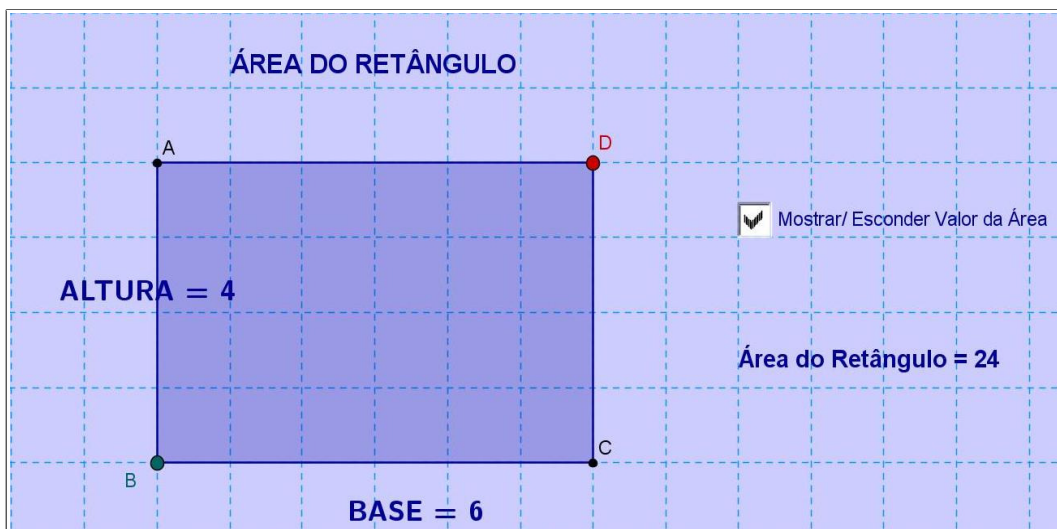 ÁREA DO RETÂNGULO
A
D
Mostrar/ Esconder Valor da Área
ALTURA = 4
Área do Retângulo = 24
B
C
BASE = 6